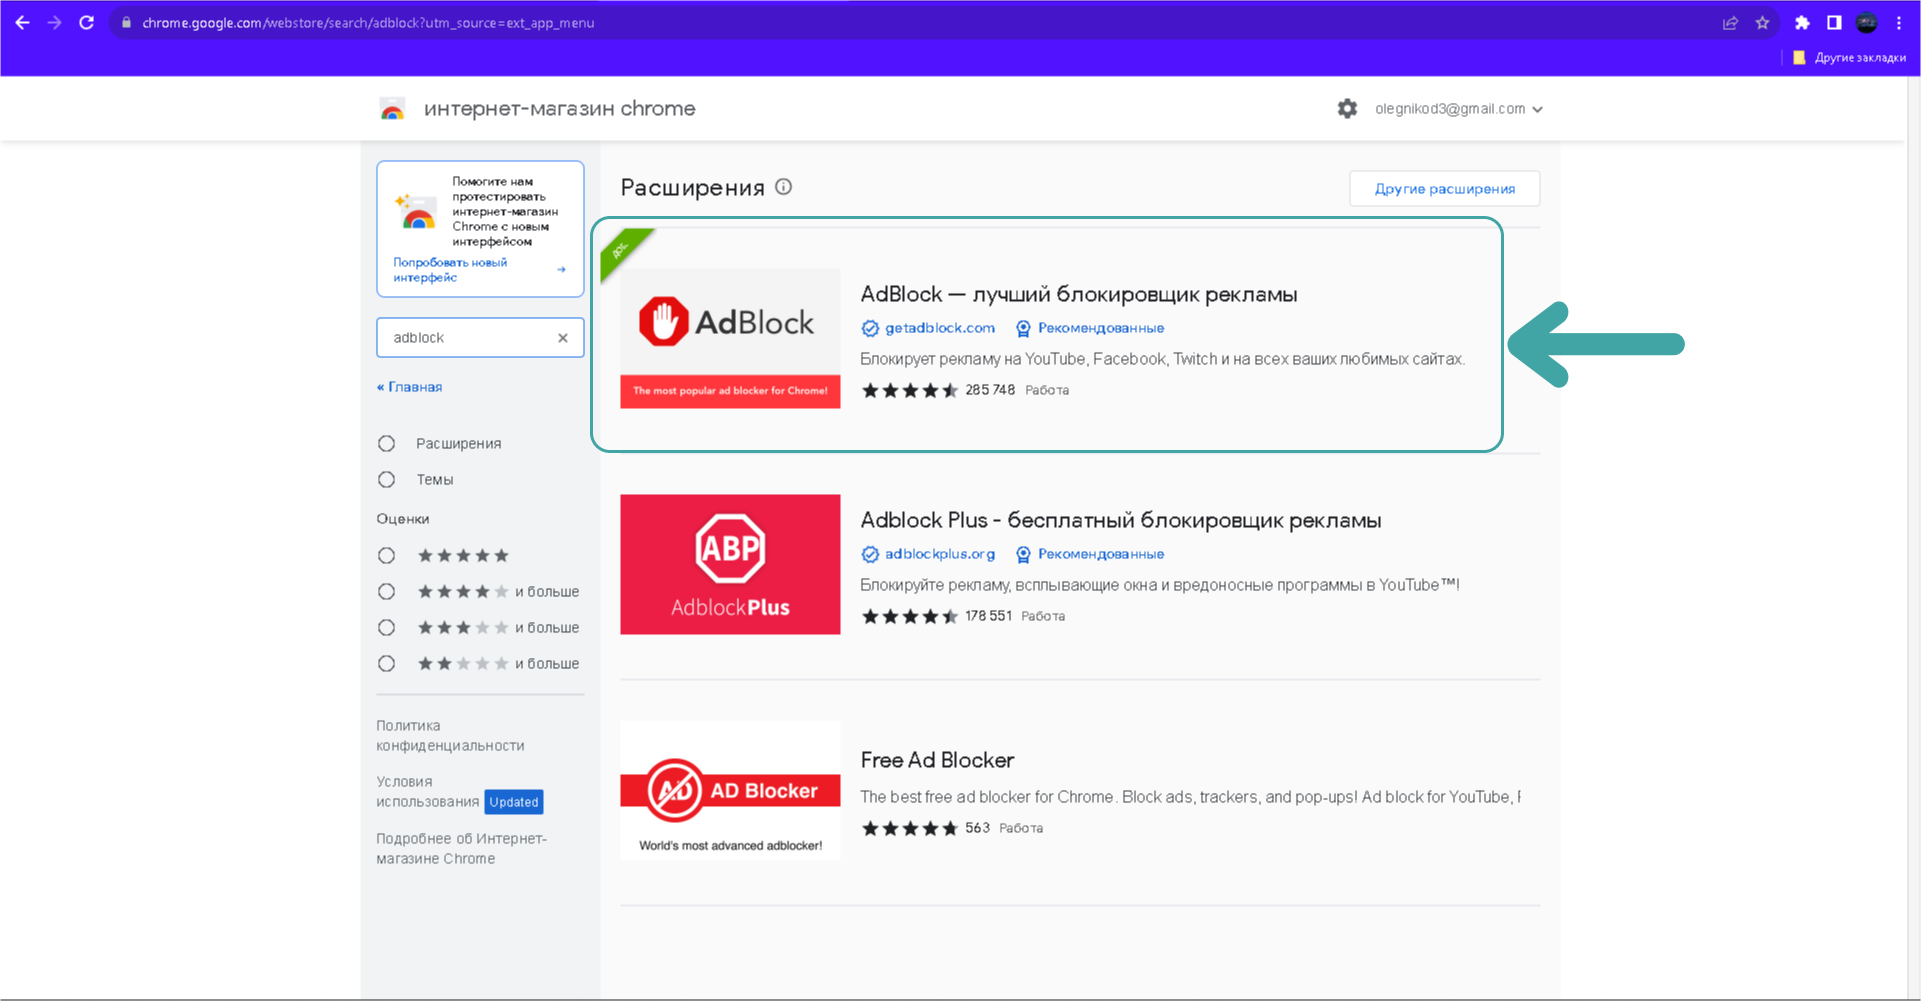 chrome.google.com/webstore/search/adblock?utm_source=ext_app_menu
Другие закладки
интернет-магазин chrome
olegnikod3@gmail.com
Помогите нам
протестировать
интернет-магазин
Chrome с новым
интерфейсом
Попробовать новый
интерфейс
adblock
« Главная
Расширения
Темы
Оценки
и больше
и больше
и больше
Политика
конфиденциальности
Условия
использования Updated
Подробнее об Интернет-
магазине Chrome
Расширения
Другие расширения
ДОБ.
AdBlock
The most popular ad blocker for Chrome!
AdBlock — лучший блокировщик рекламы
getadblock.com Рекомендованные
Блокирует рекламу на YouTube, Facebook, Twitch и на всех ваших любимых сайтах.
285 748 Работа
ABP
AdblockPlus
Adblock Plus - бесплатный блокировщик рекламы
adblockplus.org Рекомендованные
Блокируйте рекламу, всплывающие окна и вредоносные программы в YouTube™!
178 551 Работа
AD AD Blocker
World's most advanced adblocker!
Free Ad Blocker
The best free ad blocker for Chrome. Block ads, trackers, and pop-ups! Ad block for YouTube, F
563 Работа